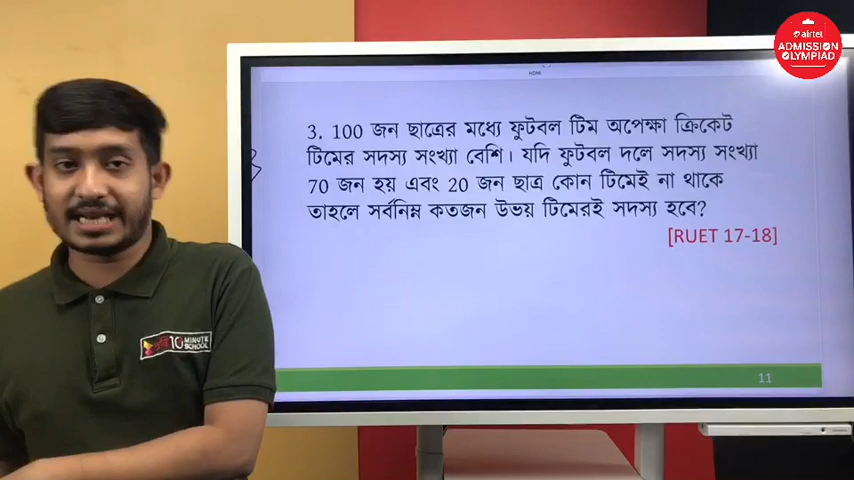 airtel
ADMISSION
OLYMPIAD
3. 100 জন ছাত্রের মধ্যে ফুটবল টিম অপেক্ষা ক্রিকেট
টিমের সদস্য সংখ্যা বেশি। যদি ফুটবল দলে সদস্য সংখ্যা
70 জন হয় এবং 20 জন ছাত্র কোন টিমেই না থাকে
তাহলে সর্বনিম্ন কতজন উভয় টিমেরই সদস্য হবে?
[RUET 17-18]
10 MINUTE
SCHOOL
11